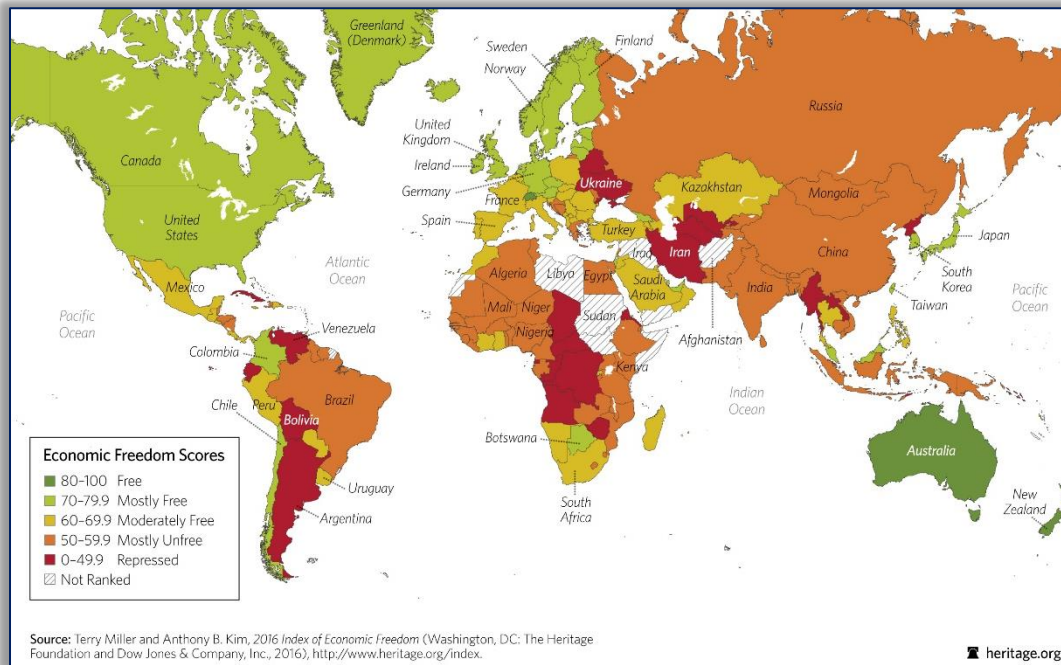 Greenland
(Denmark)
Sweden
Norway
Finland
Russia
United
Kingdom
Canada
Ireland
Ukraine
Germany
Kazakhstan
Mongolia
France
United
States
Spain
Turkey
Japan
Iran
Iraq
China
Atlantic
Ocean
Algeria
Libyo
Egypt
Saudi
Arabia
South
Korea
Pacific
Ocean
Mexico
Mali
Niger
India
Taiwan
Pacific
Ocean
Venezuela
Sudan
Nigeria
Afghanistan
Colombia
Kenya
Indian
Ocean
Brazil
Peru
Chile
Bolivia
Botswana
Australia
Uruguay
South
Africa
New
Zealand
Argentina
Economic Freedom Scores
80–100 Free
70–79.9 Mostly Free
60–69.9 Moderately Free
50–59.9 Mostly Unfree
0–49.9 Repressed
Not Ranked
Source: Terry Miller and Anthony B. Kim, 2016 Index of Economic Freedom (Washington, DC: The Heritage
Foundation and Dow Jones & Company, Inc., 2016), http://www.heritage.org/index.
heritage.org